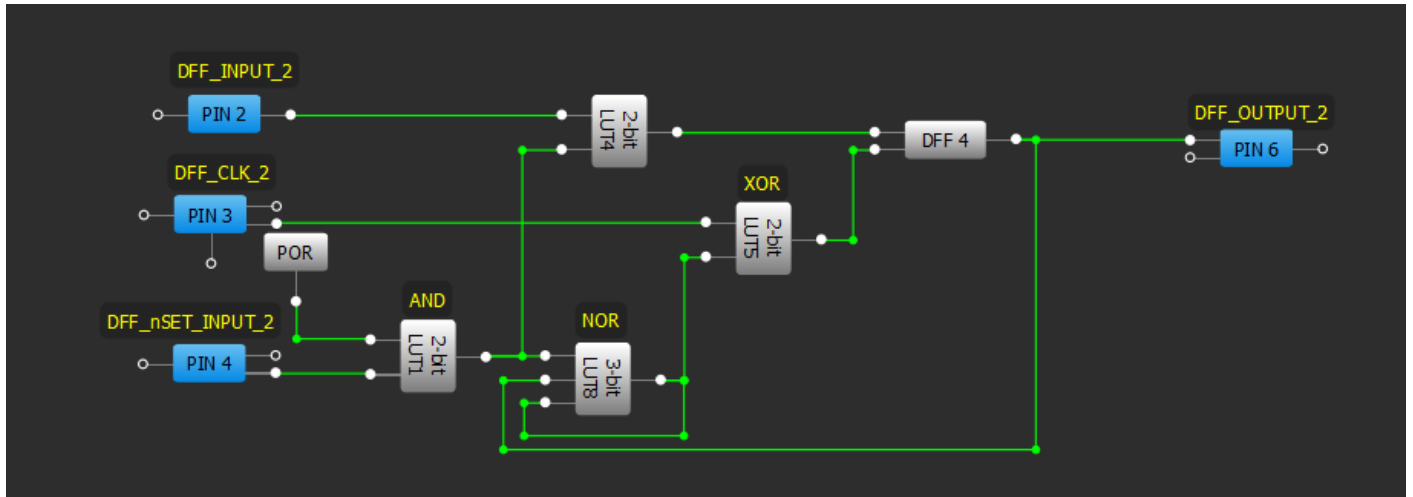 DFF_INPUT_2
PIN 2
2-bit
LUT4
DFF_OUTPUT_2
PIN 6
DFF 4
DFF_CLK_2
PIN 3
XOR
2-bit
LUT5
POR
AND
2-bit
LUT1
DFF_nSET_INPUT_2
PIN 4
NOR
3-bit
LUT8